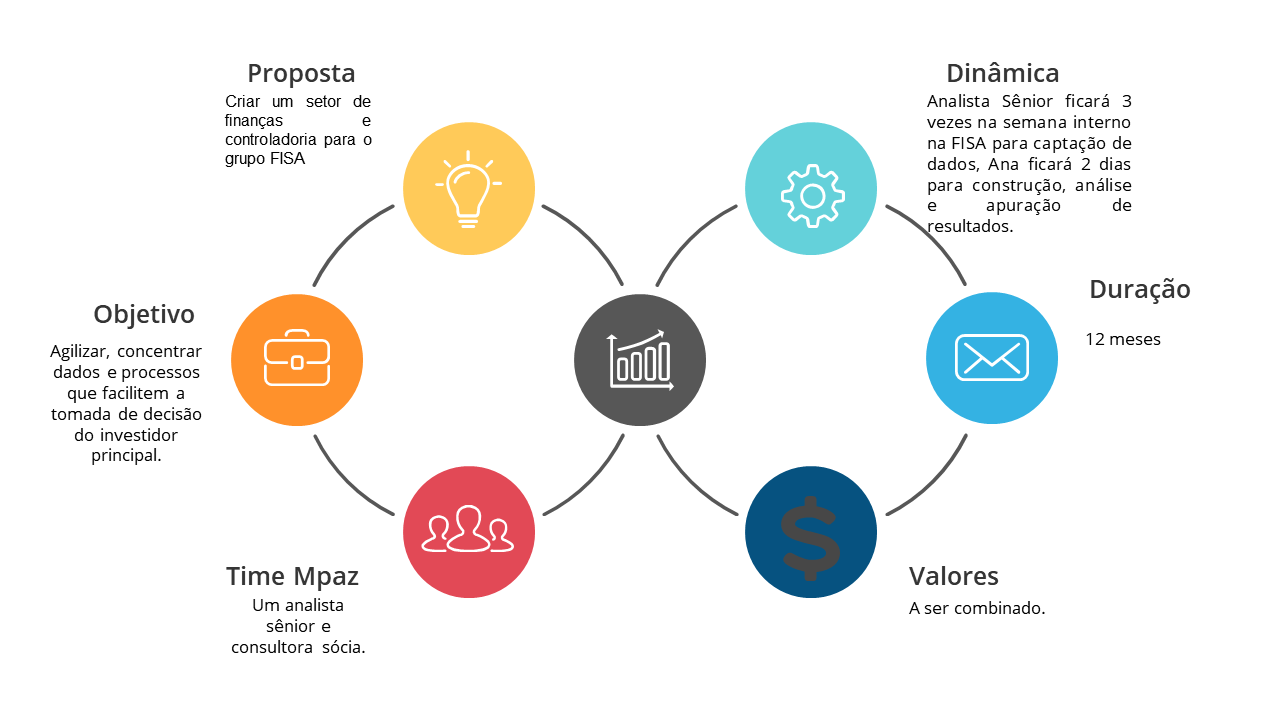 Proposta
Criar um setor de
finanças e
controladoria para o
grupo FISA
Dinâmica
Analista Sênior ficará 3
vezes na semana interno
na FISA para captação de
dados, Ana ficará 2 dias
para construção, análise
e apuração de
resultados.
Objetivo
Agilizar, concentrar
dados e processos
que facilitem a
tomada de decisão
do investidor
principal.
Duração
12 meses
Time Mpaz
Um analista
sênior e
consultora sócia.
$
Valores
A ser combinado.